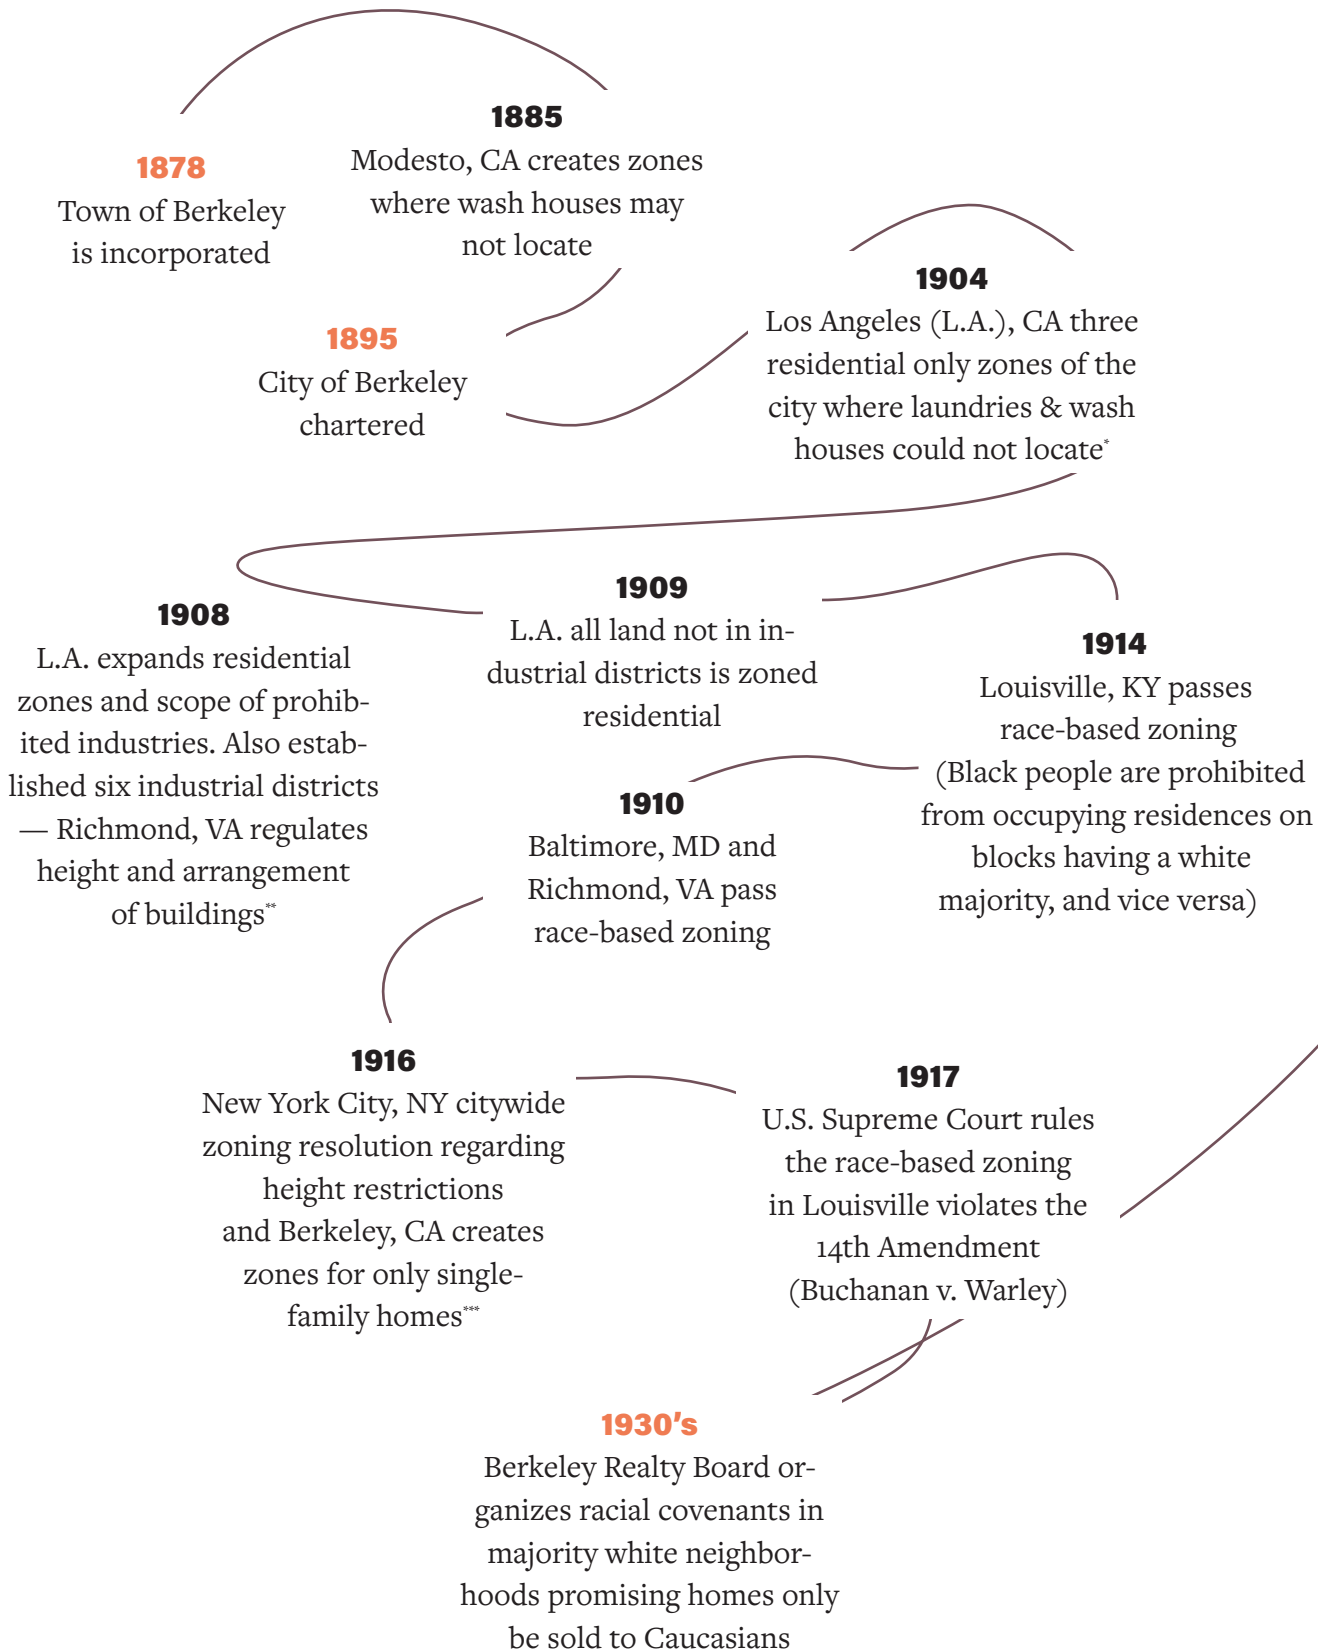 1878
Town of Berkeley
is incorporated
1885
Modesto, CA creates zones
where wash houses may
not locate
1895
City of Berkeley
chartered
1904
Los Angeles (L.A.), CA three
residential only zones of the
city where laundries & wash
houses could not locate*
1908
L.A. expands residential
zones and scope of prohib-
ited industries. Also estab-
lished six industrial districts
— Richmond, VA regulates
height and arrangement
of buildings**
1909
L.A. all land not in in-
dustrial districts is zoned
residential
1914
Louisville, KY passes
race-based zoning
(Black people are prohibited
from occupying residences on
blocks having a white
majority, and vice versa)
1910
Baltimore, MD and
Richmond, VA pass
race-based zoning
1916
New York City, NY citywide
zoning resolution regarding
height restrictions
and Berkeley, CA creates
zones for only single-
family homes***
1917
U.S. Supreme Court rules
the race-based zoning
in Louisville violates the
14th Amendment
(Buchanan v. Warley)
1930's
Berkeley Realty Board or-
ganizes racial covenants in
majority white neighbor-
hoods promising homes only
be sold to Caucasians